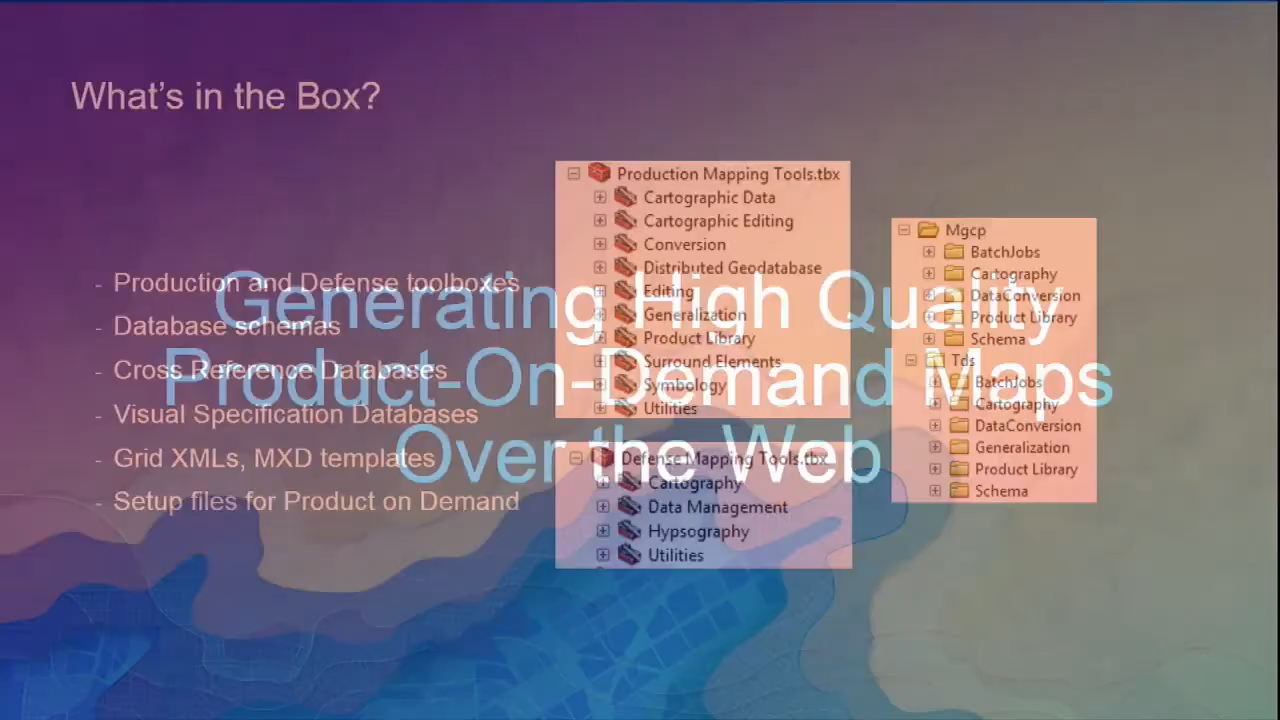 What's in the Box?
- Production and Defense toolboxes
- Database schemas
- Cross Reference Databases
- Visual Specification Databases
- Grid XMLs, MXD templates
- Setup files for Product on Demand
Production Mapping Tools.tbx
Cartographic Data
Cartographic Editing
Conversion
Distributed Geodatabase
Editing
Generalization
Product Library
Surround Elements
Symbology
Utilities
Defense Mapping Tools.tbx
Cartography
Data Management
Hypsography
Utilities
Mgcp
BatchJobs
Cartography
DataConversion
Product Library
Schema
Tds
BatchJobs
Cartography
DataConversion
Generalization
Product Library
Schema
Generating High Quality
Product-On-Demand Maps
Over the Web